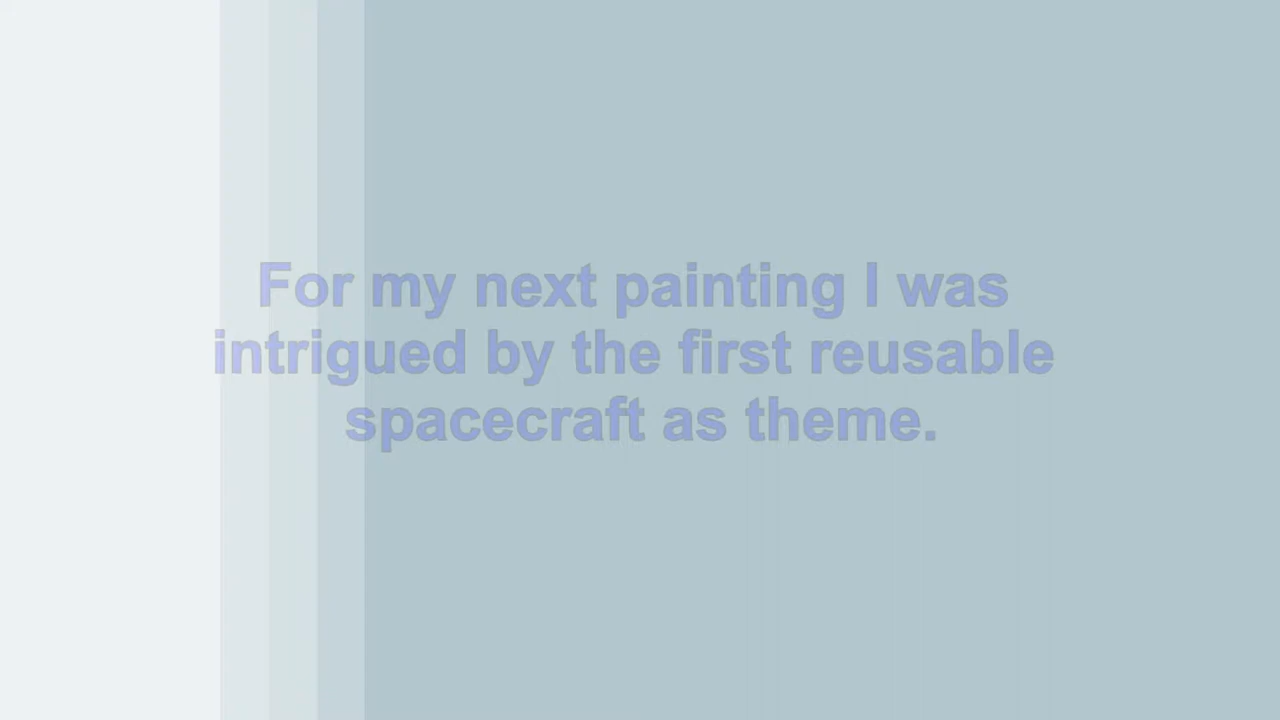 For my next painting I was
intrigued by the first reusable
spacecraft as theme.